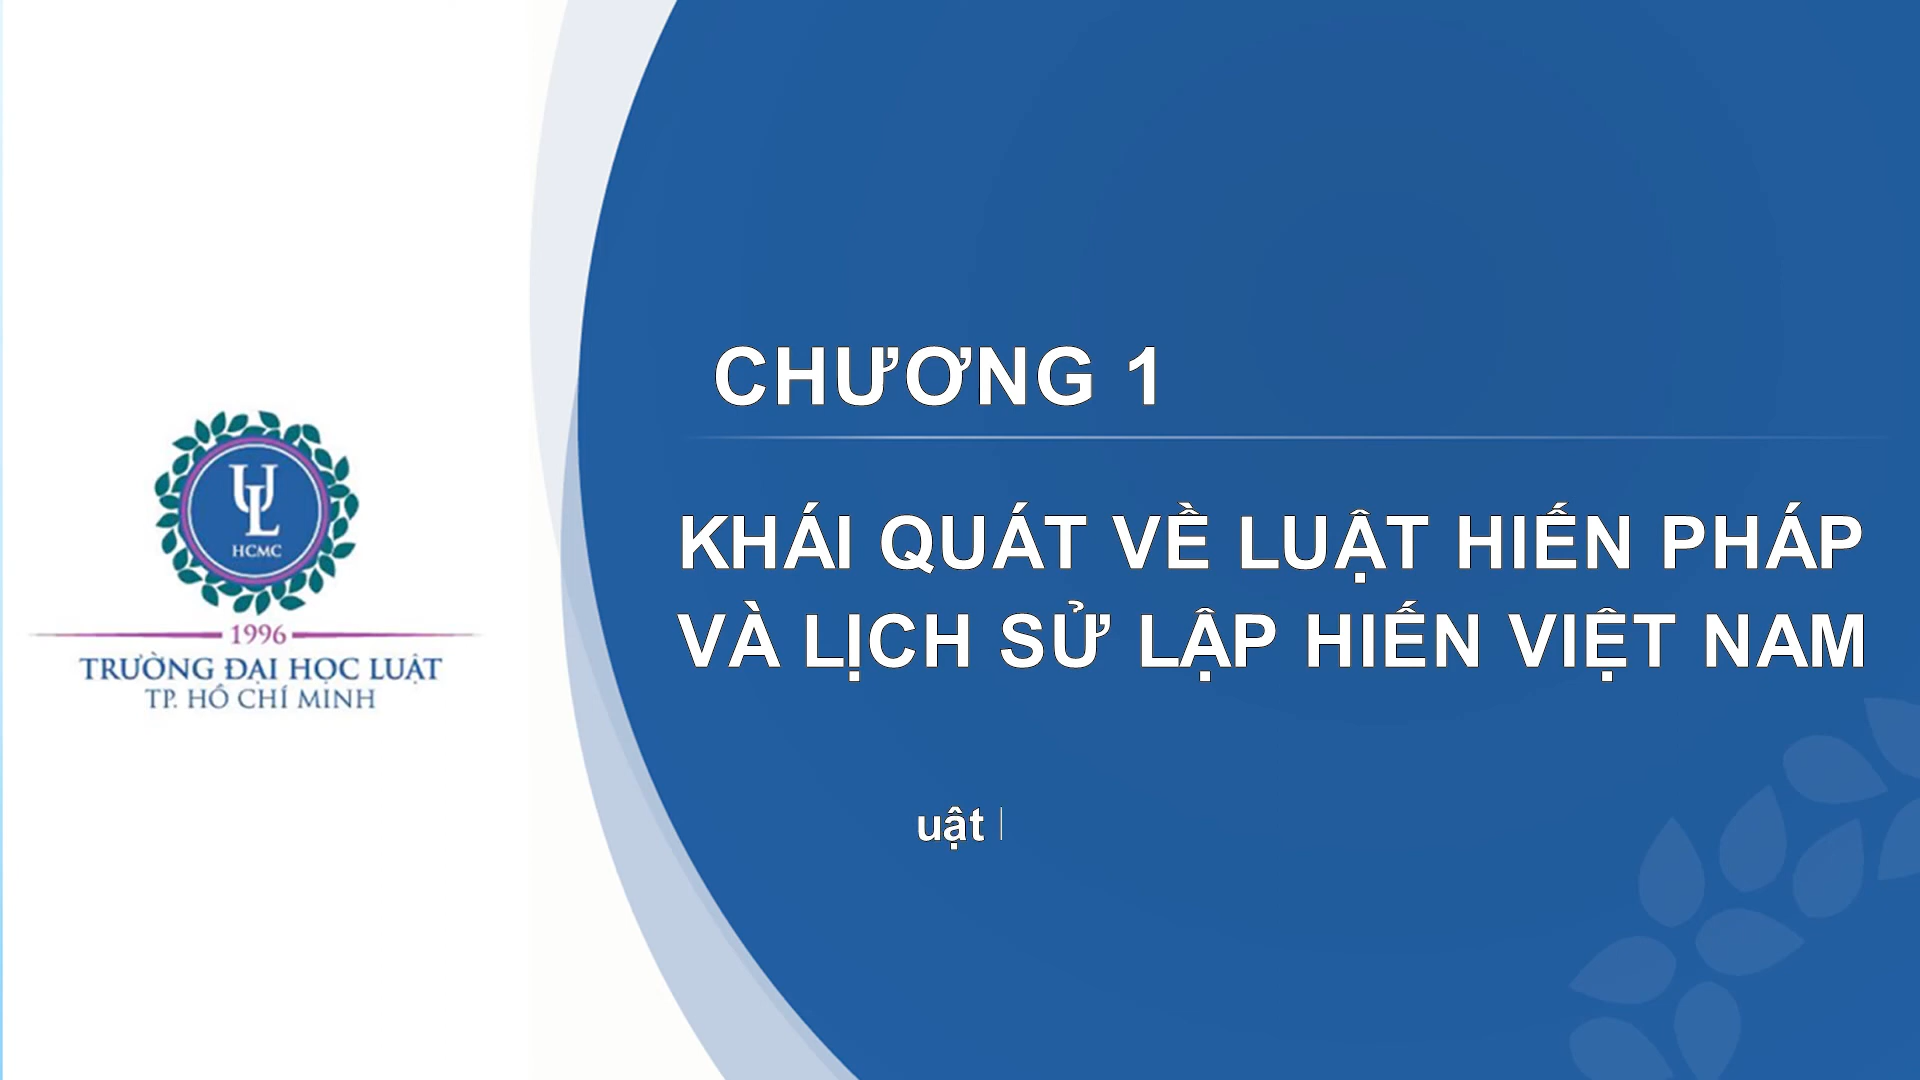 CHƯƠNG 1
KHÁI QUÁT VỀ LUẬT HIẾN PHÁP
VÀ LỊCH SỬ LẬP HIẾN VIỆT NAM
uật
UL
HCMC
1996
TRƯỜNG ĐẠI HỌC LUẬT
TP. HỒ CHÍ MINH